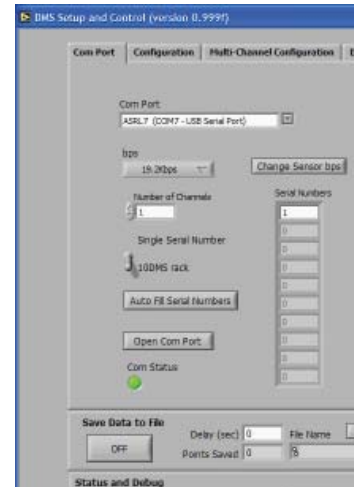 DMS Setup and Control (version 0.999f)
Com Port Configuration Multi-Channel Configuration
Com Port
ASRL7 (COM7 - USB Serial Port)
bps
19.2Kbps Change Sensor bps
Number of Channels Serial Numbers
1 1
0
Single Serial Number 0
0
10DMS rack 0
0
Auto Fill Serial Numbers 0
0
Open Com Port 0
0
Com Status
Save Data to File
OFF Delay (sec) 0 File Name
Points Saved 0
Status and Debug